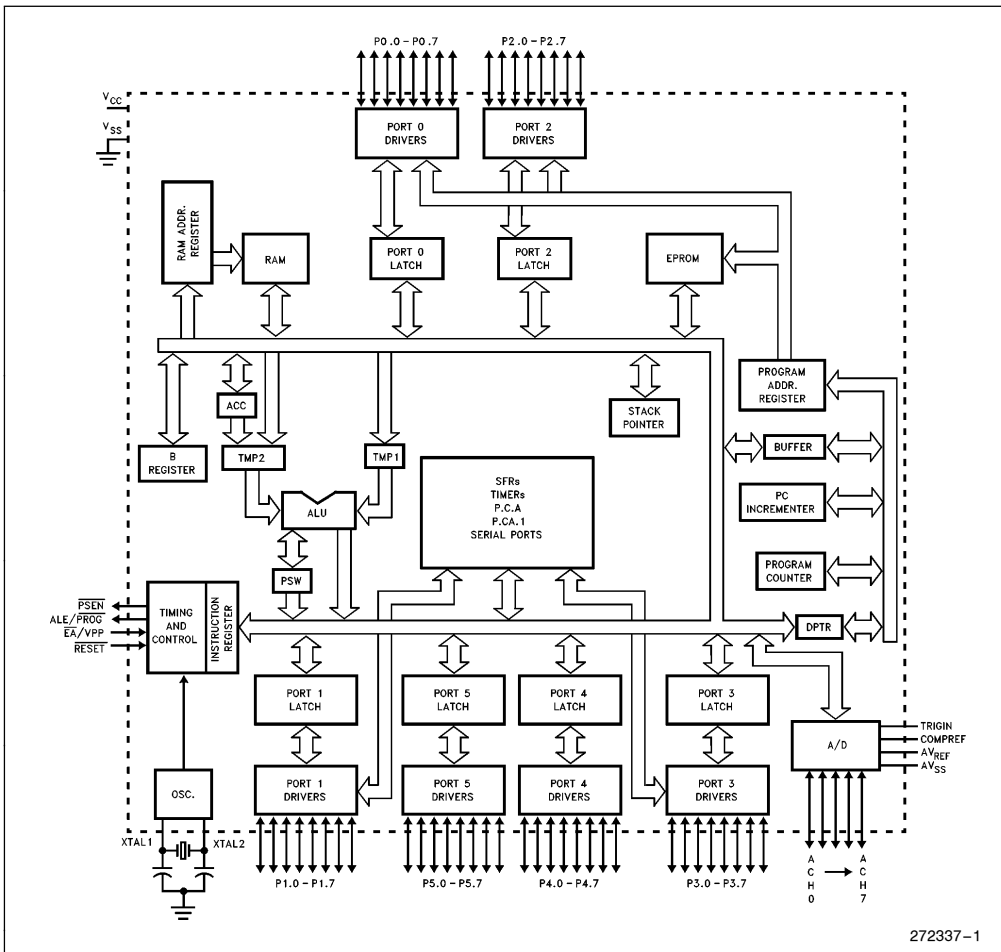 P0.0 – P0.7
P2.0 – P2.7
VCC
VSS
PORT 0
DRIVERS
PORT 2
DRIVERS
RAM ADDR.
REGISTER
RAM
PORT 0
LATCH
PORT 2
LATCH
EPROM
PROGRAM
ADDR.
REGISTER
ACC
STACK
POINTER
B
REGISTER
TMP2
TMP1
BUFFER
ALU
SFRs
TIMERs
P.C.A
P.CA.1
SERIAL PORTS
PC
INCREMENTER
PSW
PROGRAM
COUNTER
PSEN
ALE/PROG
EA/VPP
RESET
TIMING
AND
CONTROL
INSTRUCTION
REGISTER
DPTR
PORT 1
LATCH
PORT 5
LATCH
PORT 4
LATCH
PORT 3
LATCH
A/D
TRIGIN
COMPREF
AVREF
AVSS
OSC.
PORT 1
DRIVERS
PORT 5
DRIVERS
PORT 4
DRIVERS
PORT 3
DRIVERS
XTAL1
XTAL2
P1.0 – P1.7
P5.0 – P5.7
P4.0 – P4.7
P3.0 – P3.7
ACH0
ACH7
272337–1